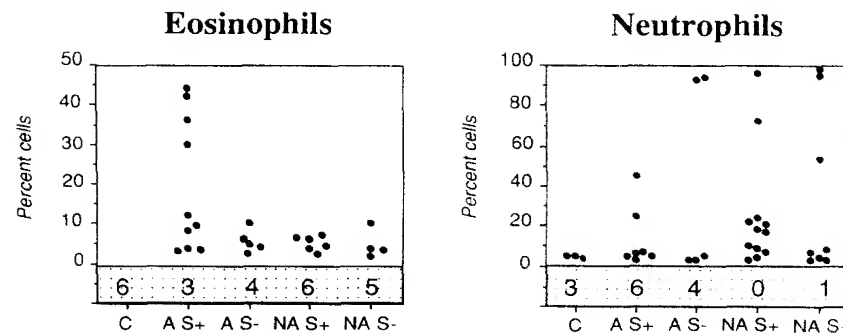 Eosinophils
Percent cells
50
40
30
20
10
0
6 3 4 6 5
C A S+ A S- NA S+ NA S-
Neutrophils
Percent cells
100
80
60
40
20
0
3 6 4 0 1
C A S+ A S- NA S+ NA S-